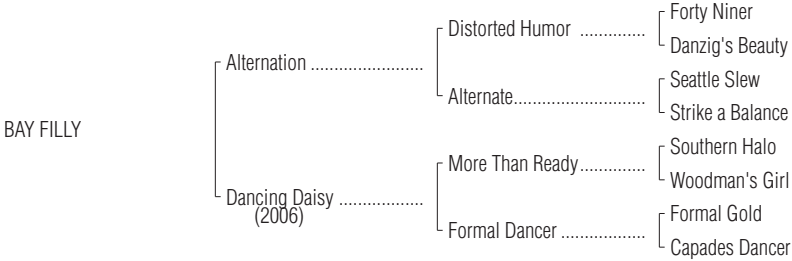 Forty Niner
Distorted Humor ..............
Danzig's Beauty
Alternation ........................
Seattle Slew
Alternate............................
Strike a Balance
BAY FILLY
Southern Halo
More Than Ready..............
Woodman's Girl
Dancing Daisy ..................
(2006)
Formal Gold
Formal Dancer ..................
Capades Dancer